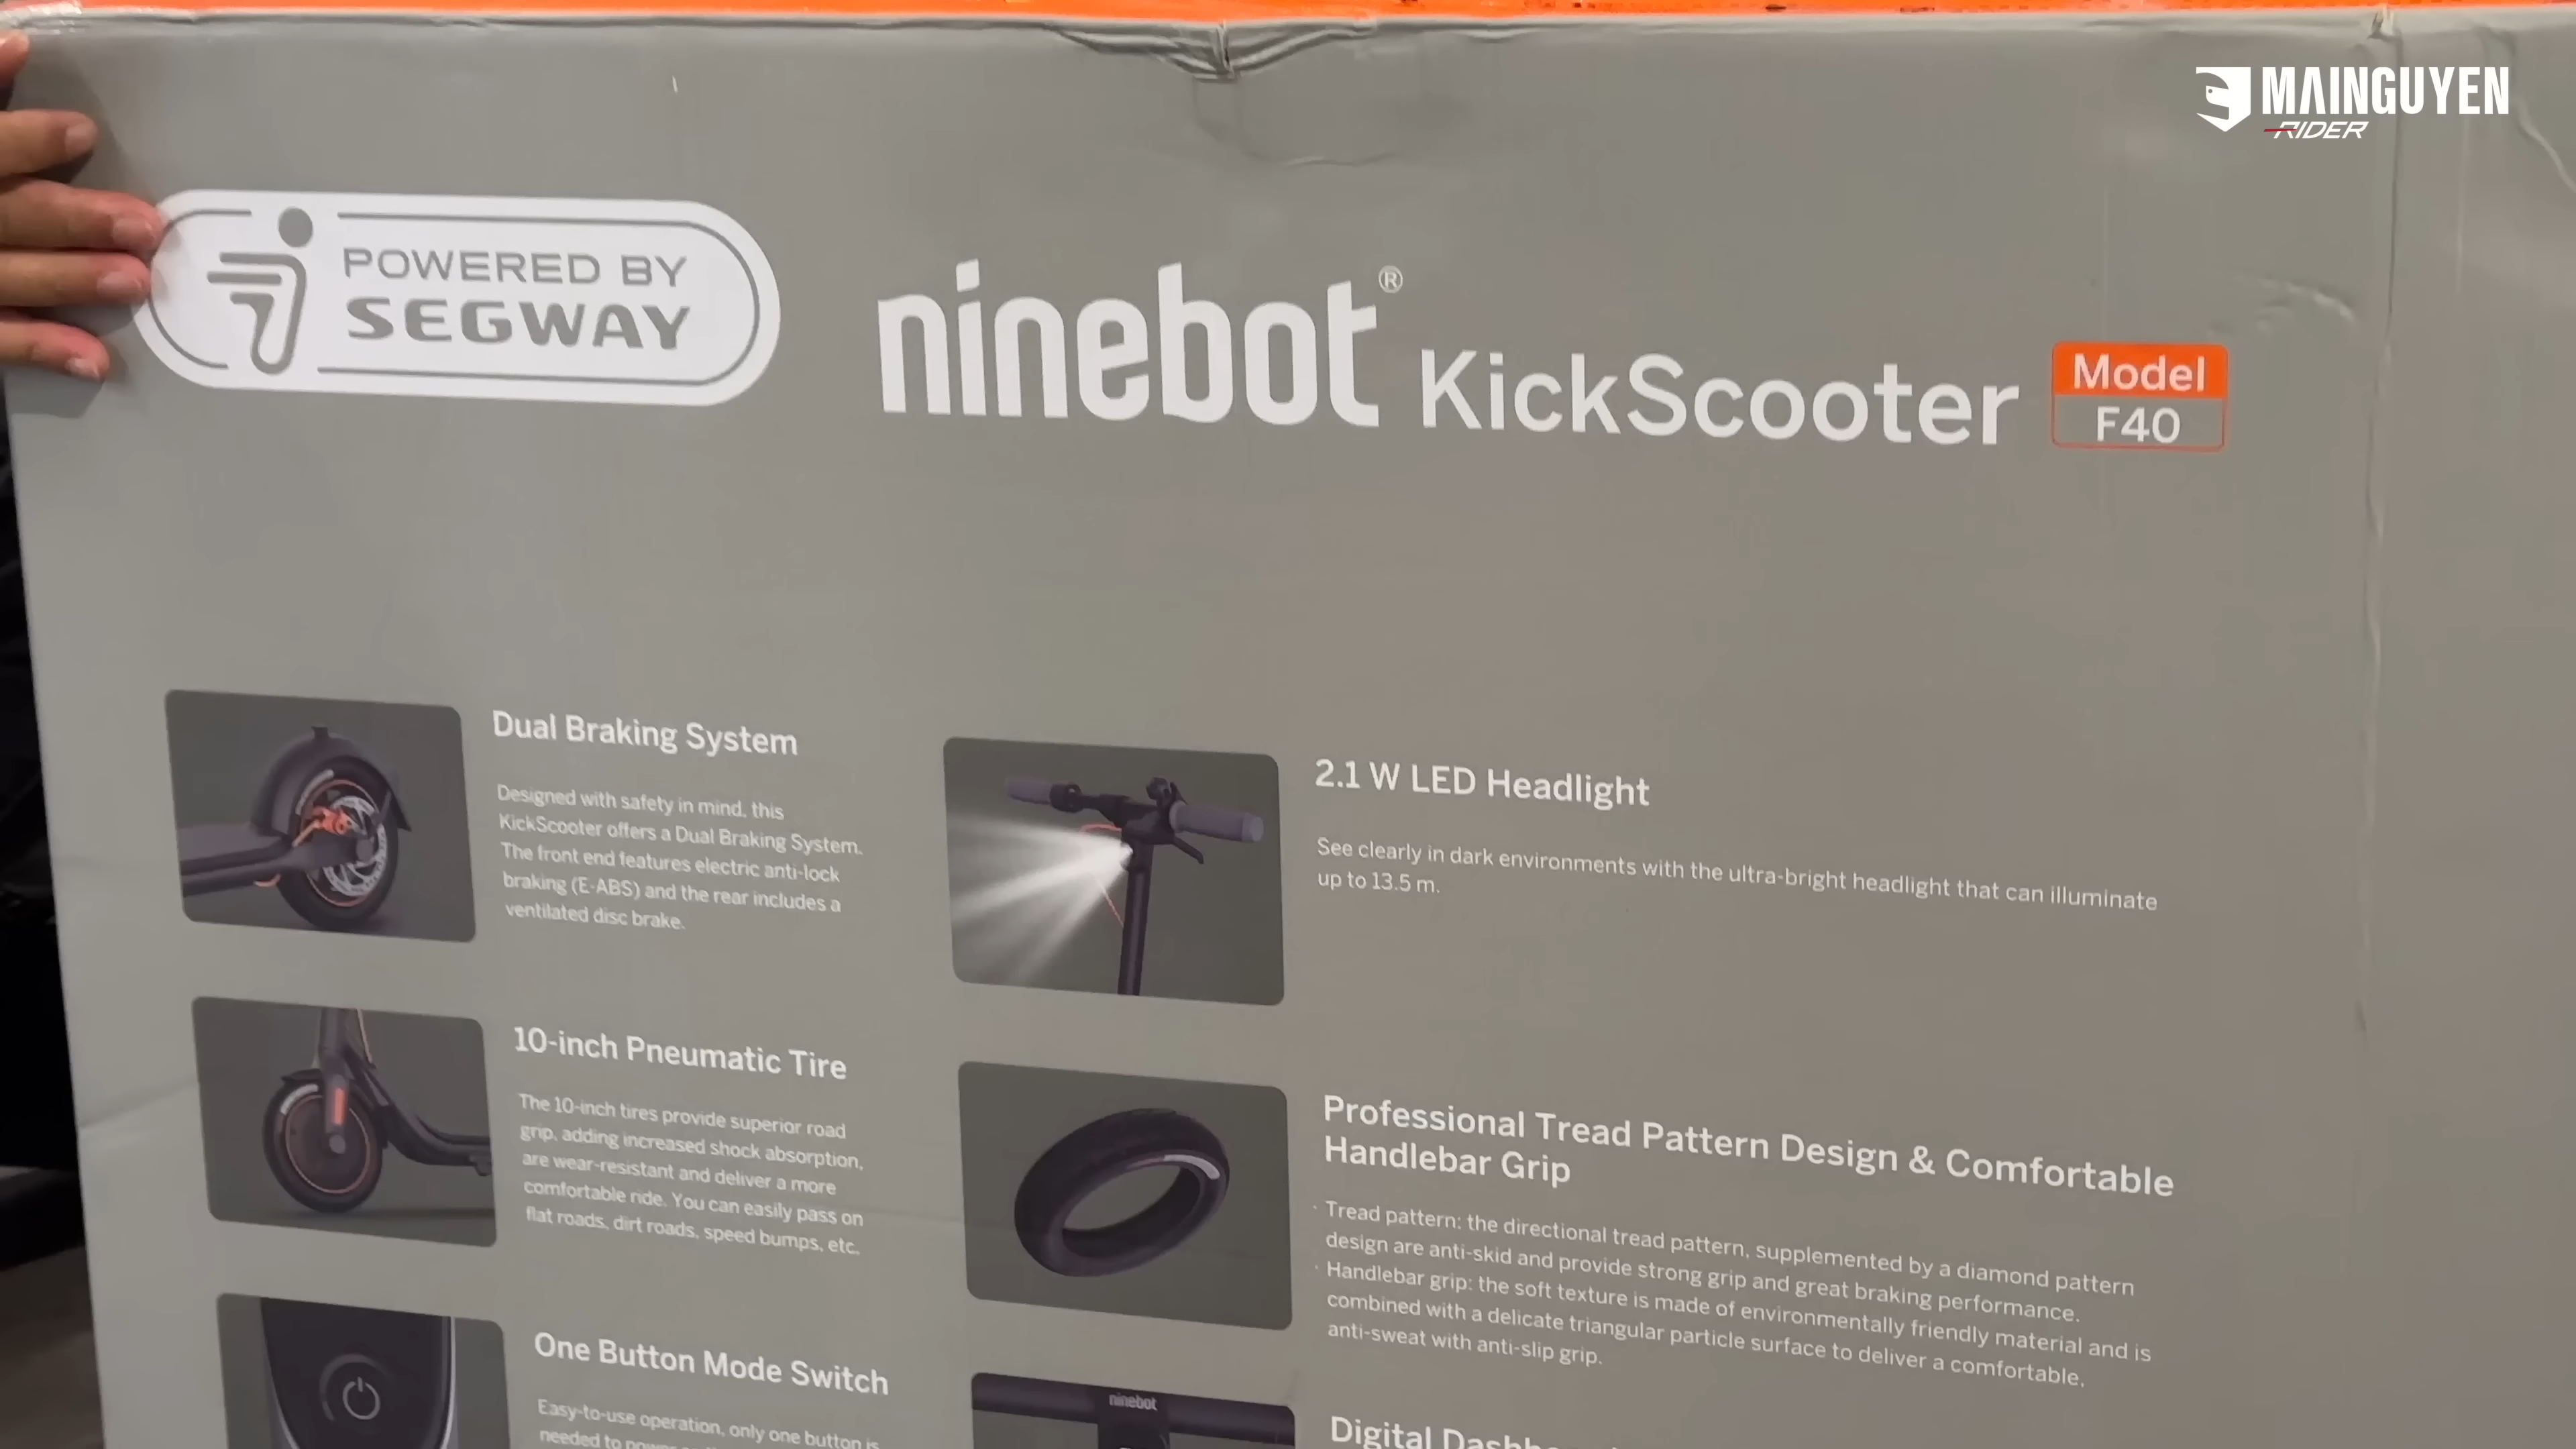 MAINGUYEN
RIDER
POWERED BY
SEGWAY
ninebot®
KickScooter
Model
F40
Dual Braking System
Designed with safety in mind, this
KickScooter offers a Dual Braking System.
The front end features electric anti-lock
braking (E-ABS) and the rear includes a
ventilated disc brake.
2.1 W LED Headlight
See clearly in dark environments with the ultra-bright headlight that can illuminate
up to 13.5 m.
10-inch Pneumatic Tire
The 10-inch tires provide superior road
grip, adding increased shock absorption,
are wear-resistant and deliver a more
comfortable ride. You can easily pass on
flat roads, dirt roads, speed bumps, etc.
Professional Tread Pattern Design & Comfortable
Handlebar Grip
· Tread pattern: the directional tread pattern, supplemented by a diamond pattern
design are anti-skid and provide strong grip and great braking performance.
· Handlebar grip: the soft texture is made of environmentally friendly material and is
combined with a delicate triangular particle surface to deliver a comfortable,
anti-sweat with anti-slip grip.
One Button Mode Switch
Easy-to-use operation, only one button is
needed to
ninebot
Digital